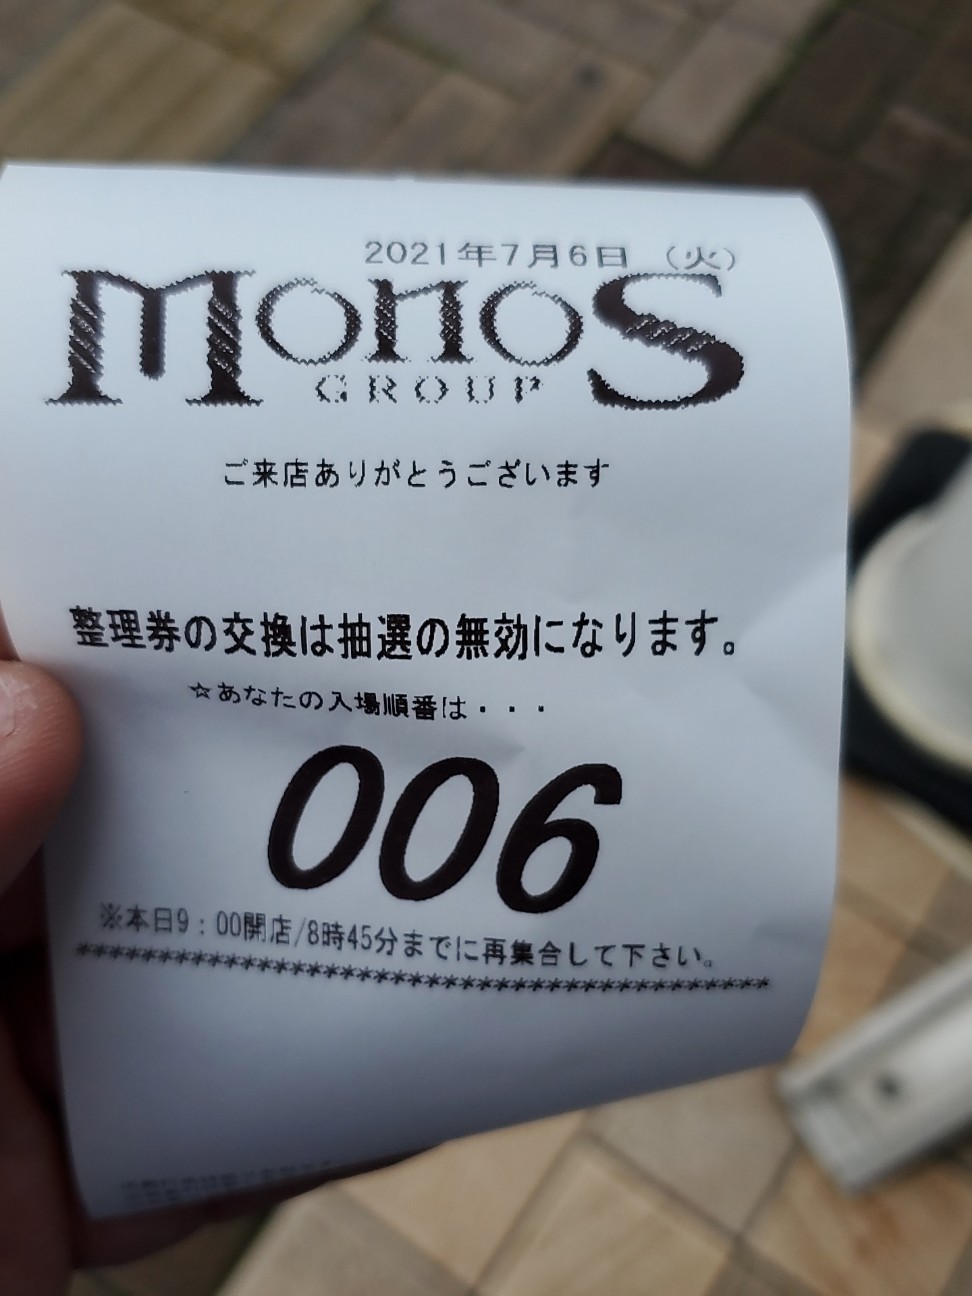 2021年7月6日 （火）
MonoS
GROUP
ご来店ありがとうございます
整理券の交換は抽選の無効になります。
☆あなたの入場順番は・・・
006
※本日9：00開店/8時45分までに再集合して下さい。
*******************************************